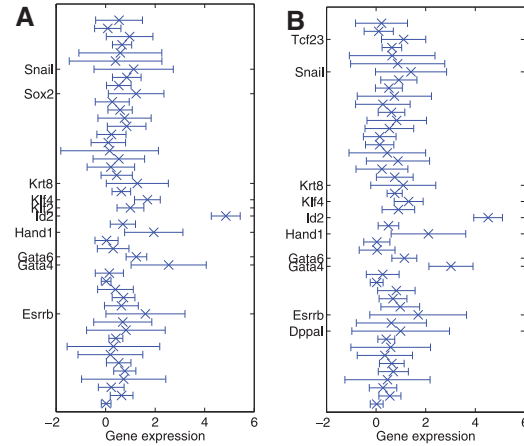 A
Snail
Sox2
Krt8
Klf4
Klf2
Id2
Hand1
Gata6
Gata4
Esrrb
−2 0 2 4 6
Gene expression
B
Tcf23
Snail
Krt8
Klf4
Id2
Hand1
Gata6
Gata4
Esrrb
Dppal
−2 0 2 4 6
Gene expression